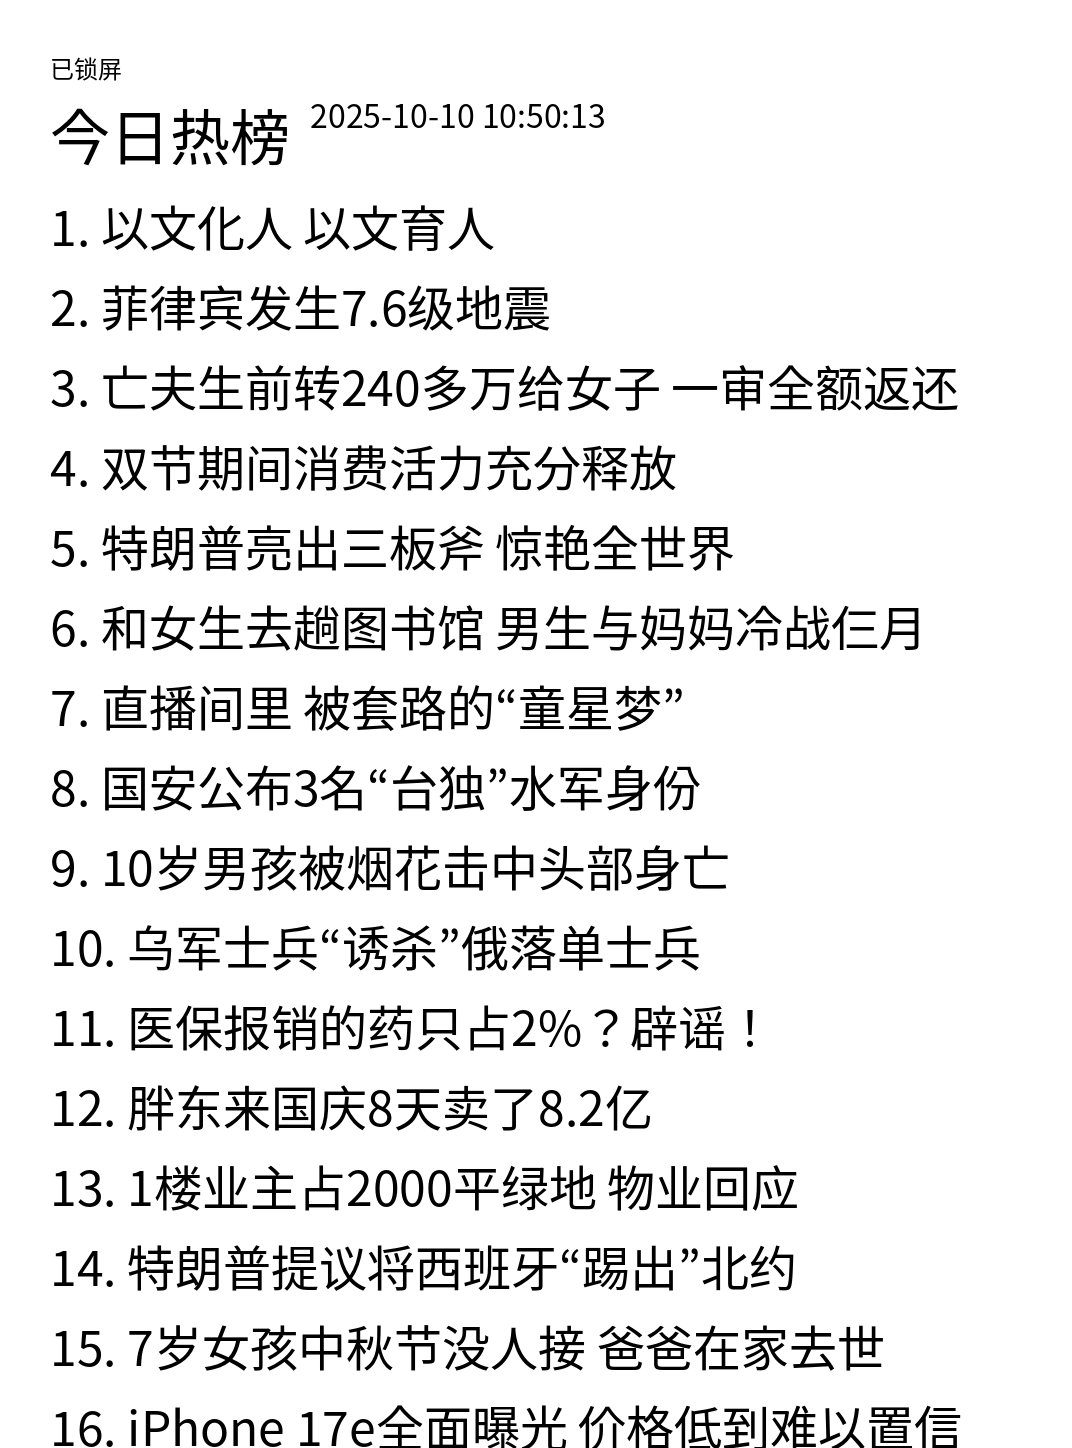 已锁屏
今日热榜 2025-10-10 10:50:13
1. 以文化人 以文育人
2. 菲律宾发生7.6级地震
3. 亡夫生前转240多万给女子 一审全额返还
4. 双节期间消费活力充分释放
5. 特朗普亮出三板斧 惊艳全世界
6. 和女生去趟图书馆 男生与妈妈冷战仨月
7. 直播间里 被套路的“童星梦”
8. 国安公布3名“台独”水军身份
9. 10岁男孩被烟花击中头部身亡
10. 乌军士兵“诱杀”俄落单士兵
11. 医保报销的药只占2%？辟谣！
12. 胖东来国庆8天卖了8.2亿
13. 1楼业主占2000平绿地 物业回应
14. 特朗普提议将西班牙“踢出”北约
15. 7岁女孩中秋节没人接 爸爸在家去世
16. iPhone 17e全面曝光 价格低到难以置信